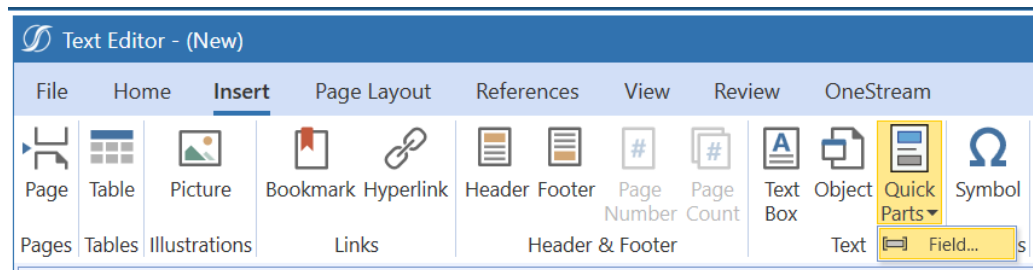 Text Editor - (New)
File Home Insert Page Layout References View Review OneStream
Page Table Picture Bookmark Hyperlink Header Footer Page Number Page Count Text Box Object Quick Parts Symbol
Pages Tables Illustrations Links Header & Footer Text s
Field...